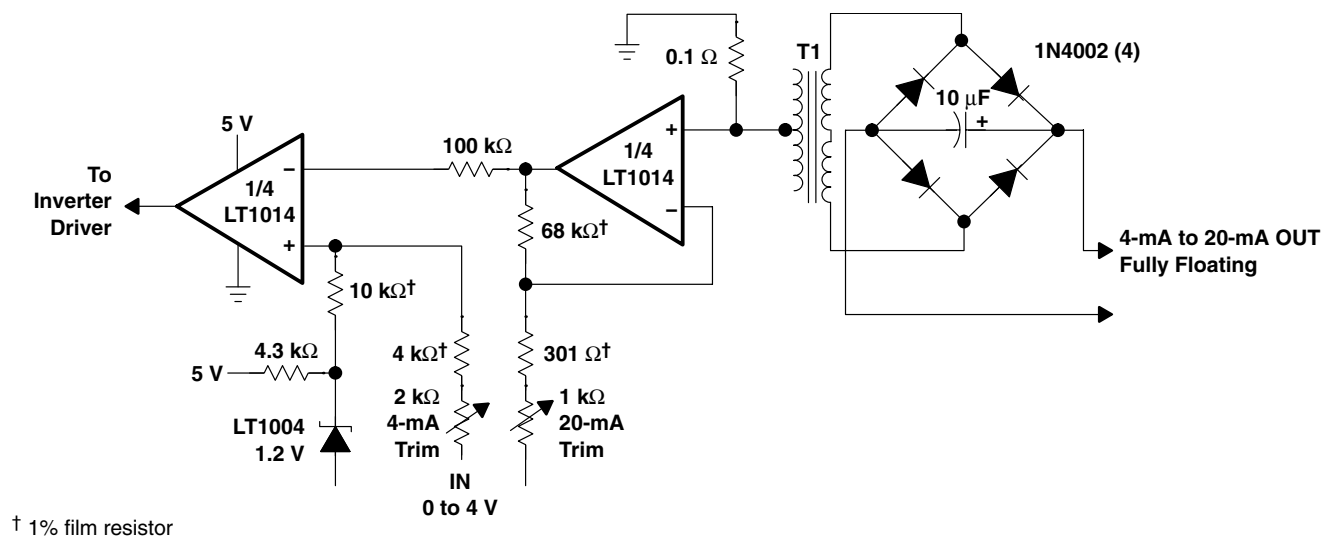 T1
1N4002 (4)
0.1 Ω
10 μF
+
5 V
100 kΩ
+
1/4
LT1014
−
−
1/4
LT1014
+
To
Inverter
Driver
68 kΩ†
4-mA to 20-mA OUT
Fully Floating
10 kΩ†
4.3 kΩ
5 V
4 kΩ†
301 Ω†
2 kΩ
4-mA
Trim
1 kΩ
20-mA
Trim
LT1004
1.2 V
IN
0 to 4 V
† 1% film resistor